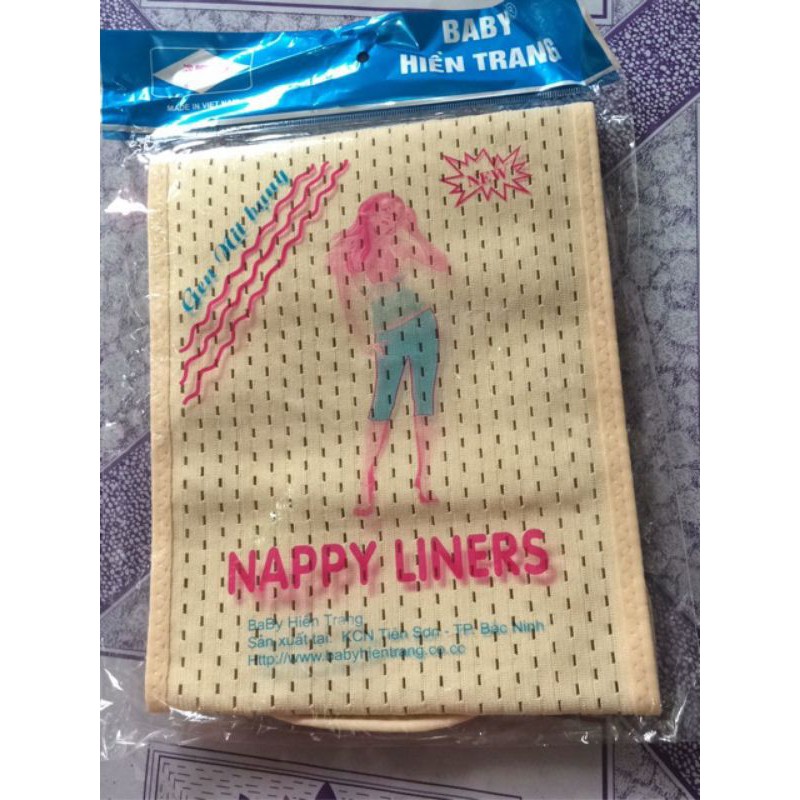 BABY
HIỀN TRANG
MADE IN VIET NAM
Gen Nịt bụng
NEW
NAPPY LINERS
BaBy Hiền Trang
Sản xuất tại: KCN Tiên Sơn - TP. Bắc Ninh
Http://www.babyhientrang.co.cc